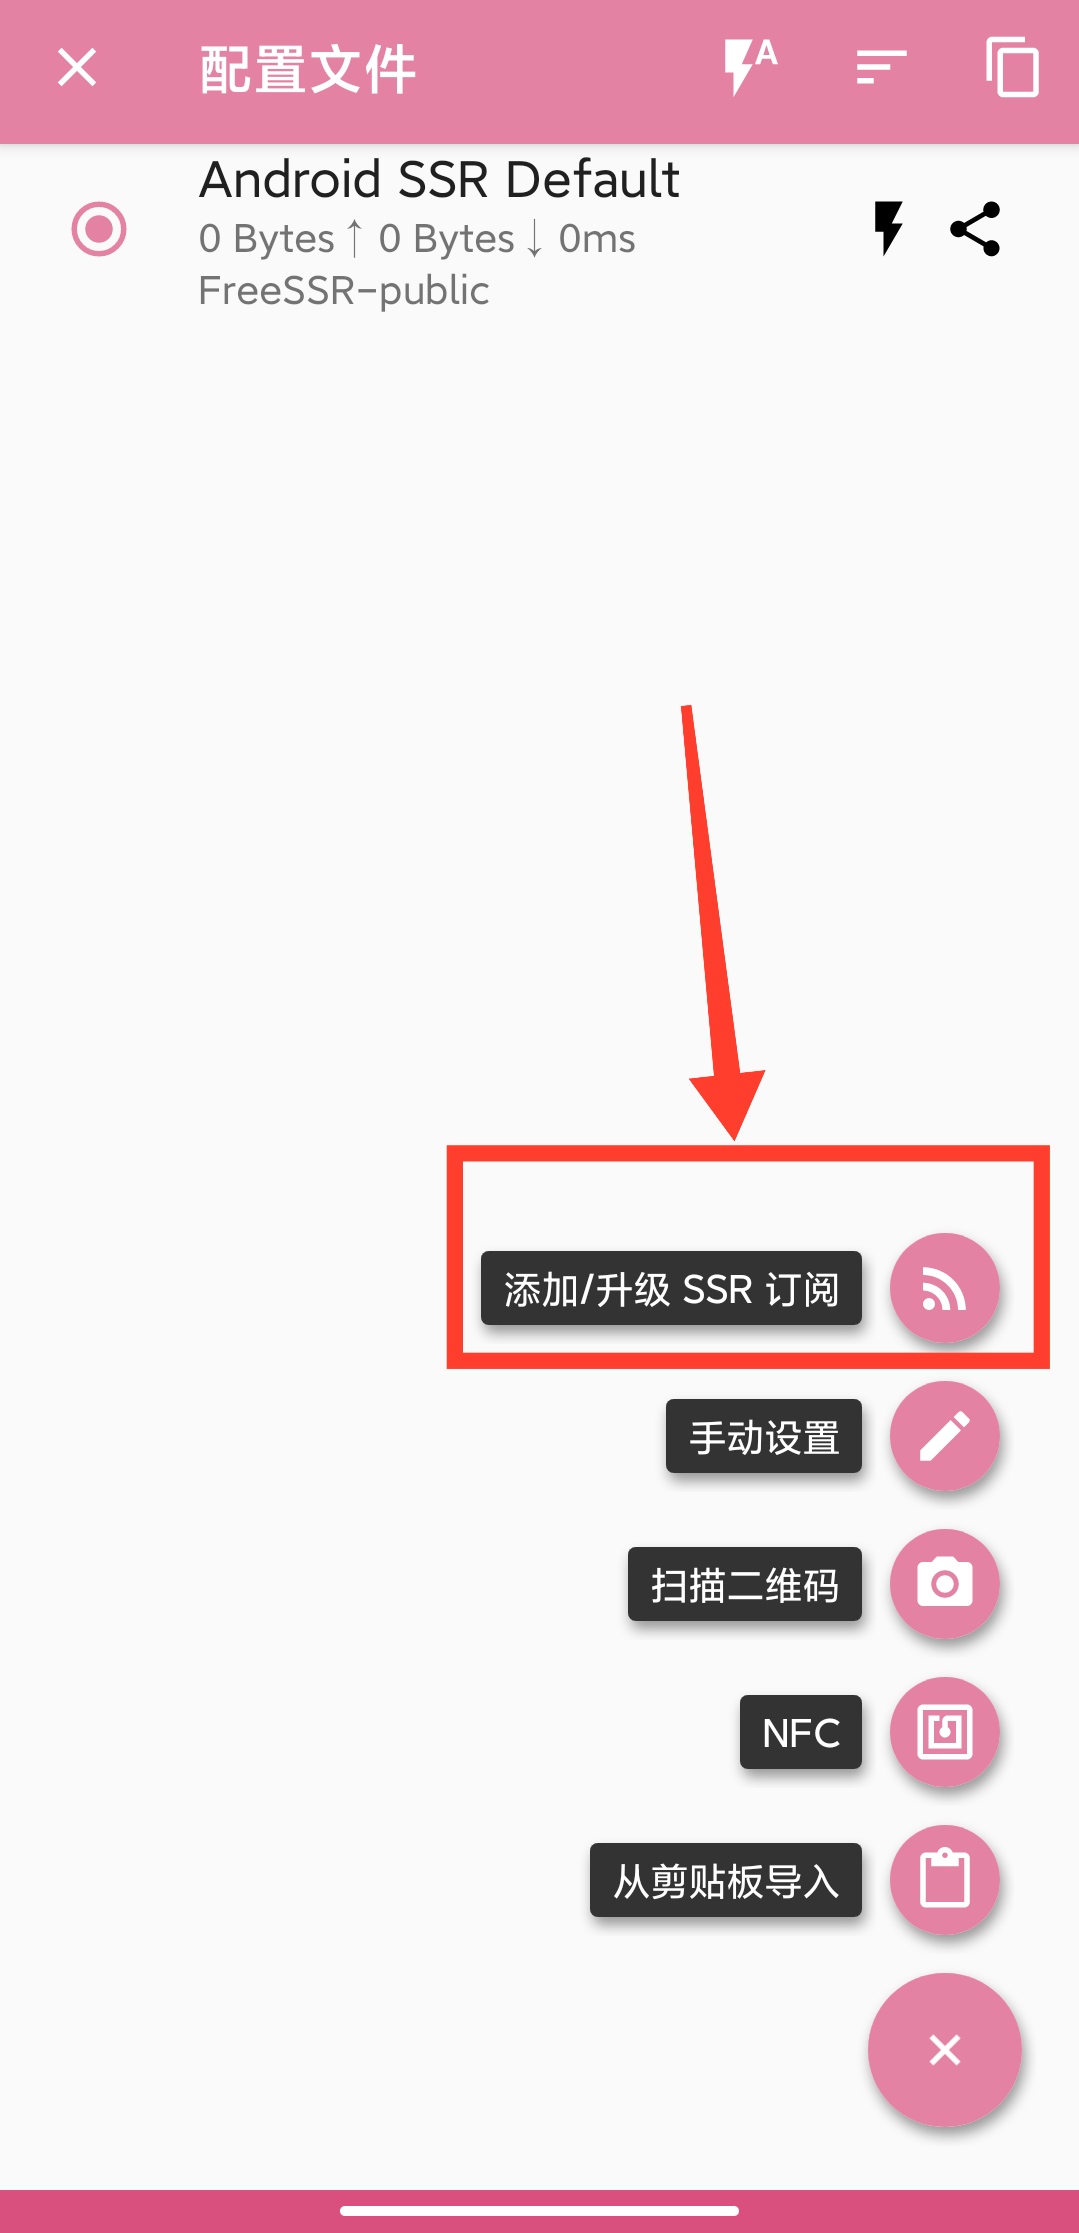 配置文件
A
Android SSR Default
0 Bytes↑ 0 Bytes↓ 0ms
FreeSSR-public
添加/升级 SSR 订阅
手动设置
扫描二维码
NFC
从剪贴板导入